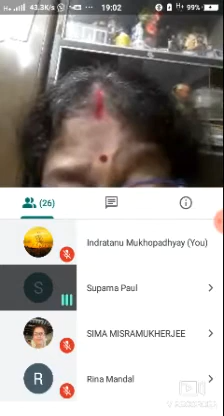 43.3K/s 19:02 H+ 99%
(26)
Indratanu Mukhopadhyay (You)
S Suparna Paul
SIMA MISRAMUKHERJEE
R Rina Mandal